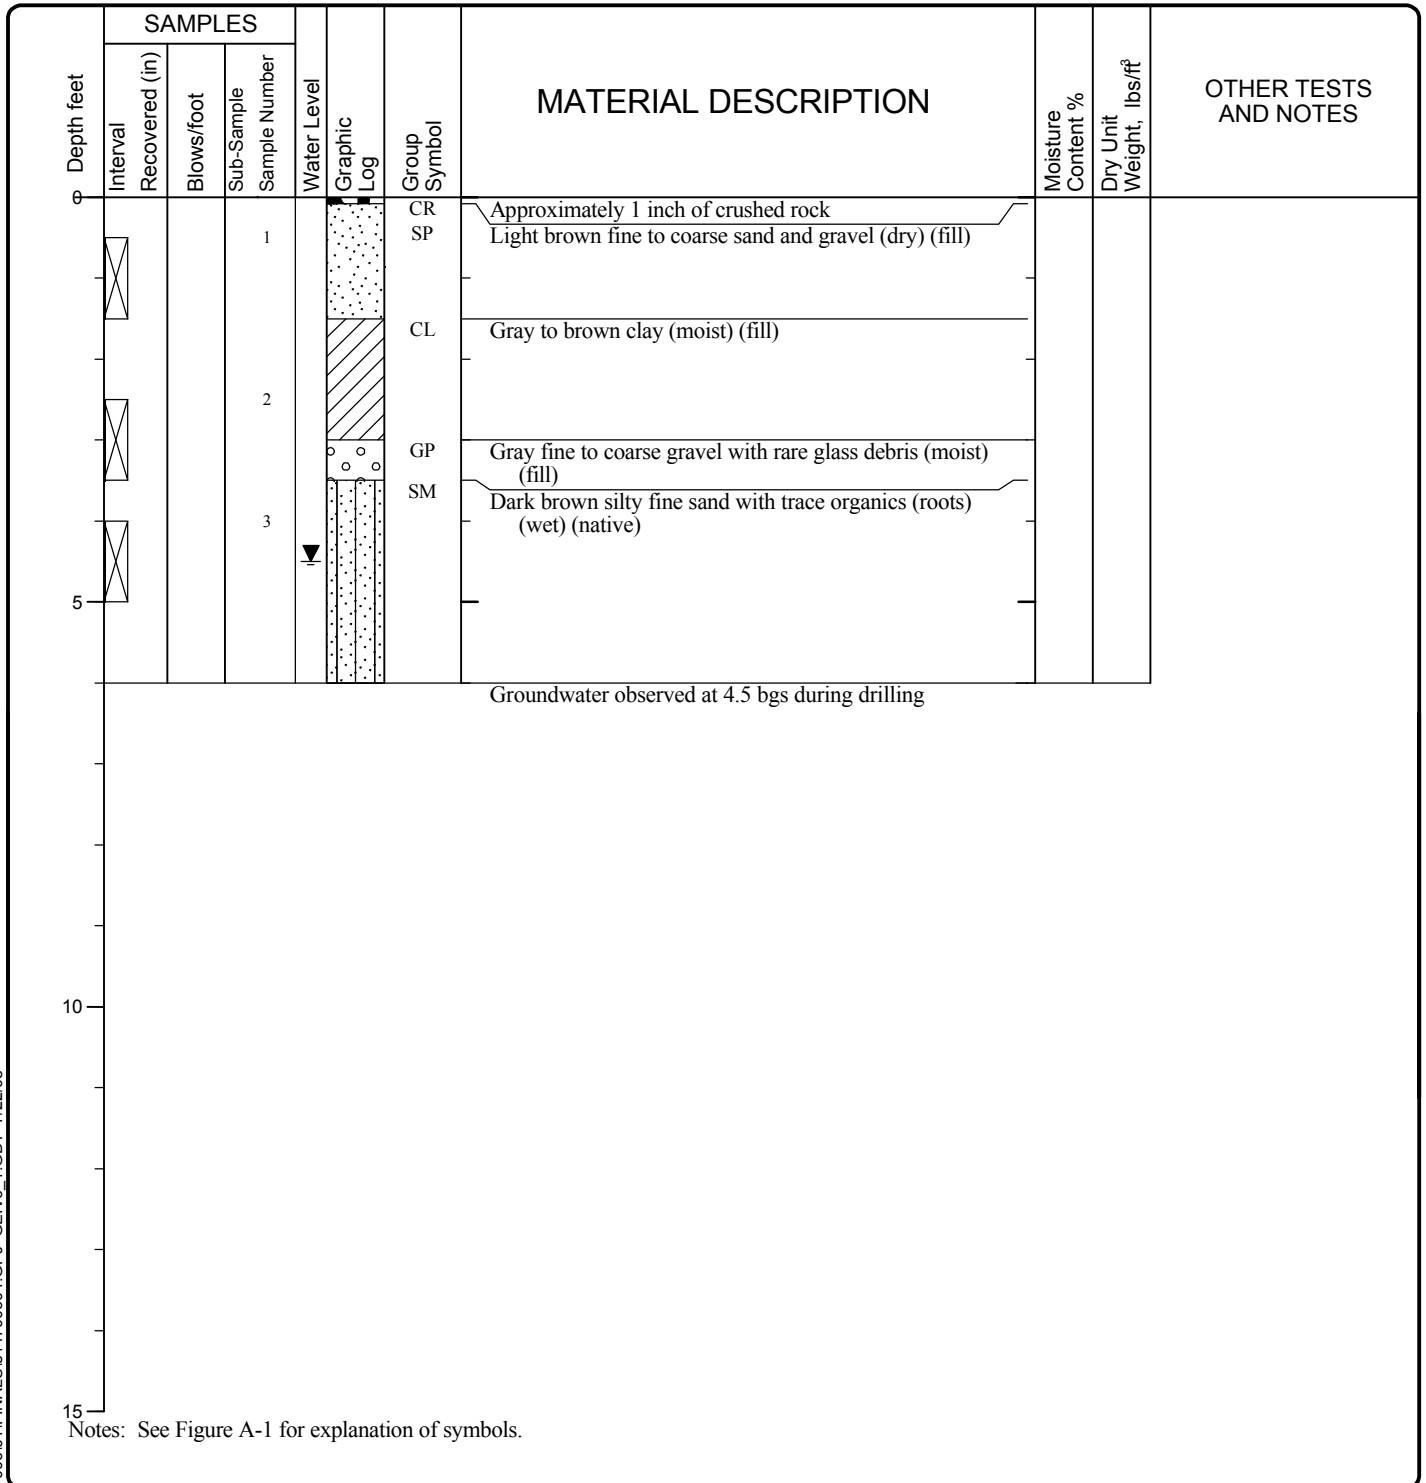 SAMPLES
Depth feet
Interval
Recovered (in)
Blows/foot
Sub-Sample
Sample Number
Water Level
Graphic
Log
Group
Symbol
MATERIAL DESCRIPTION
Moisture
Content %
Dry Unit
Weight, lbs/ft³
OTHER TESTS
AND NOTES
0
CR
Approximately 1 inch of crushed rock
1
SP
Light brown fine to coarse sand and gravel (dry) (fill)
CL
Gray to brown clay (moist) (fill)
2
GP
Gray fine to coarse gravel with rare glass debris (moist)
(fill)
SM
Dark brown silty fine sand with trace organics (roots)
3
(wet) (native)
5
Groundwater observed at 4.5 bgs during drilling
10
15
Notes: See Figure A-1 for explanation of symbols.